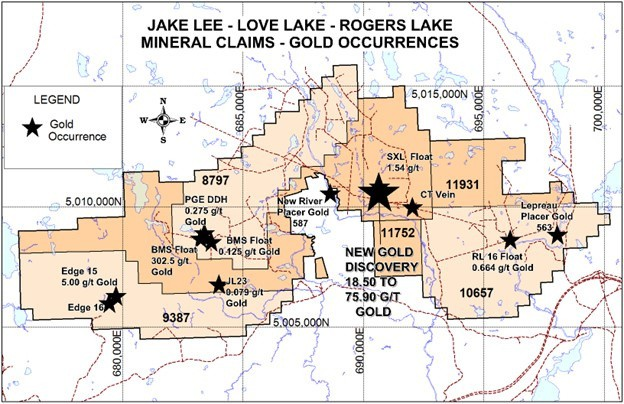 JAKE LEE - LOVE LAKE - ROGERS LAKE
MINERAL CLAIMS - GOLD OCCURRENCES
LEGEND
Gold
Occurrence
N
W
E
S
685,000E
5,015,000N
695,000E
700,000E
SXL Float
1.54 g/t
8797
11931
PGE DDH
0.275 g/t
Gold
New River
Placer Gold
587
CT Vein
Lepreau
Placer Gold
563
5,010,000N
11752
BMS Float
302.5 g/t
Gold
BMS Float
0.425 g/t Gold
NEW GOLD
DISCOVERY
18.50 TO
75.90 G/T
GOLD
RL 16 Float
0.664 g/t Gold
Edge 15
5.00 g/t Gold
JL23
0.079 g/t
Gold
Edge 16
10657
9387
5,005,000N
680,000E
690,000E